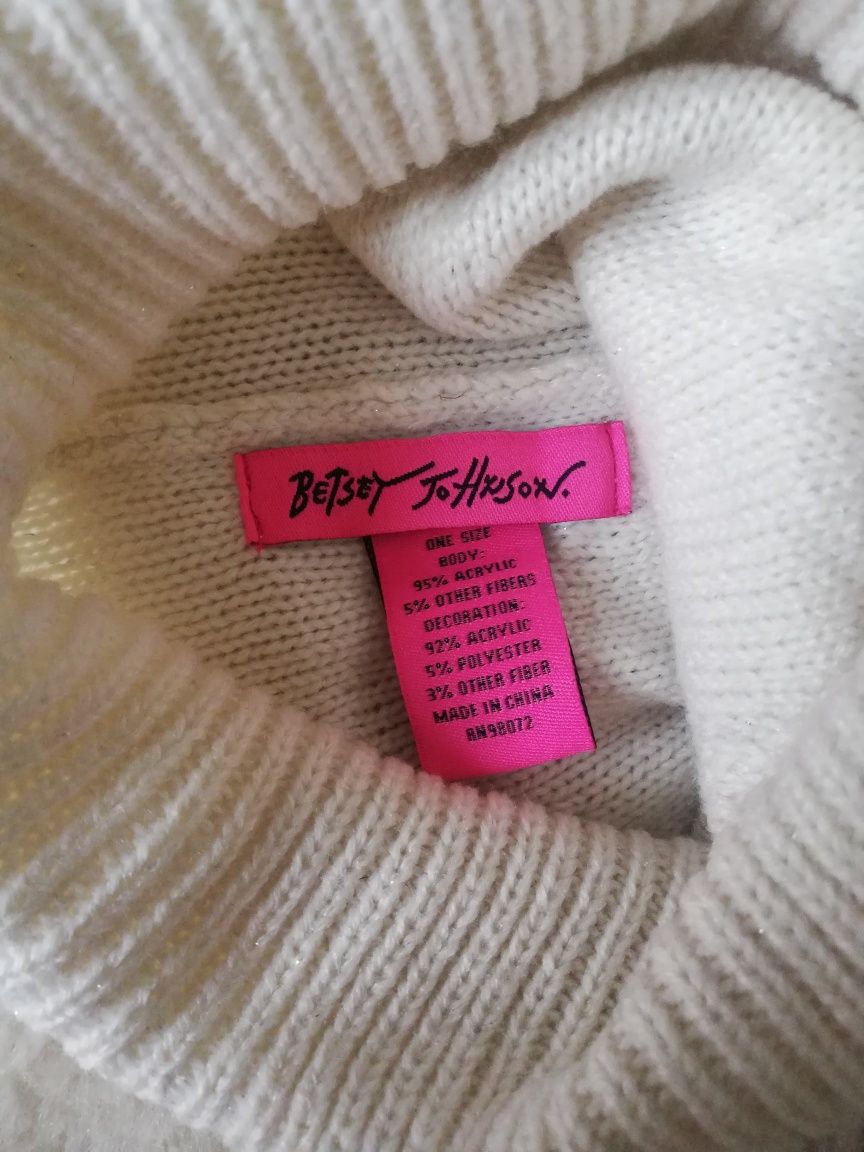 BETSEY JOHNSON.
ONE SIZE
BODY:
95% ACRYLIC
5% OTHER FIBERS
DECORATION:
92% ACRYLIC
5% POLYESTER
3% OTHER FIBER
MADE IN CHINA
RN98072